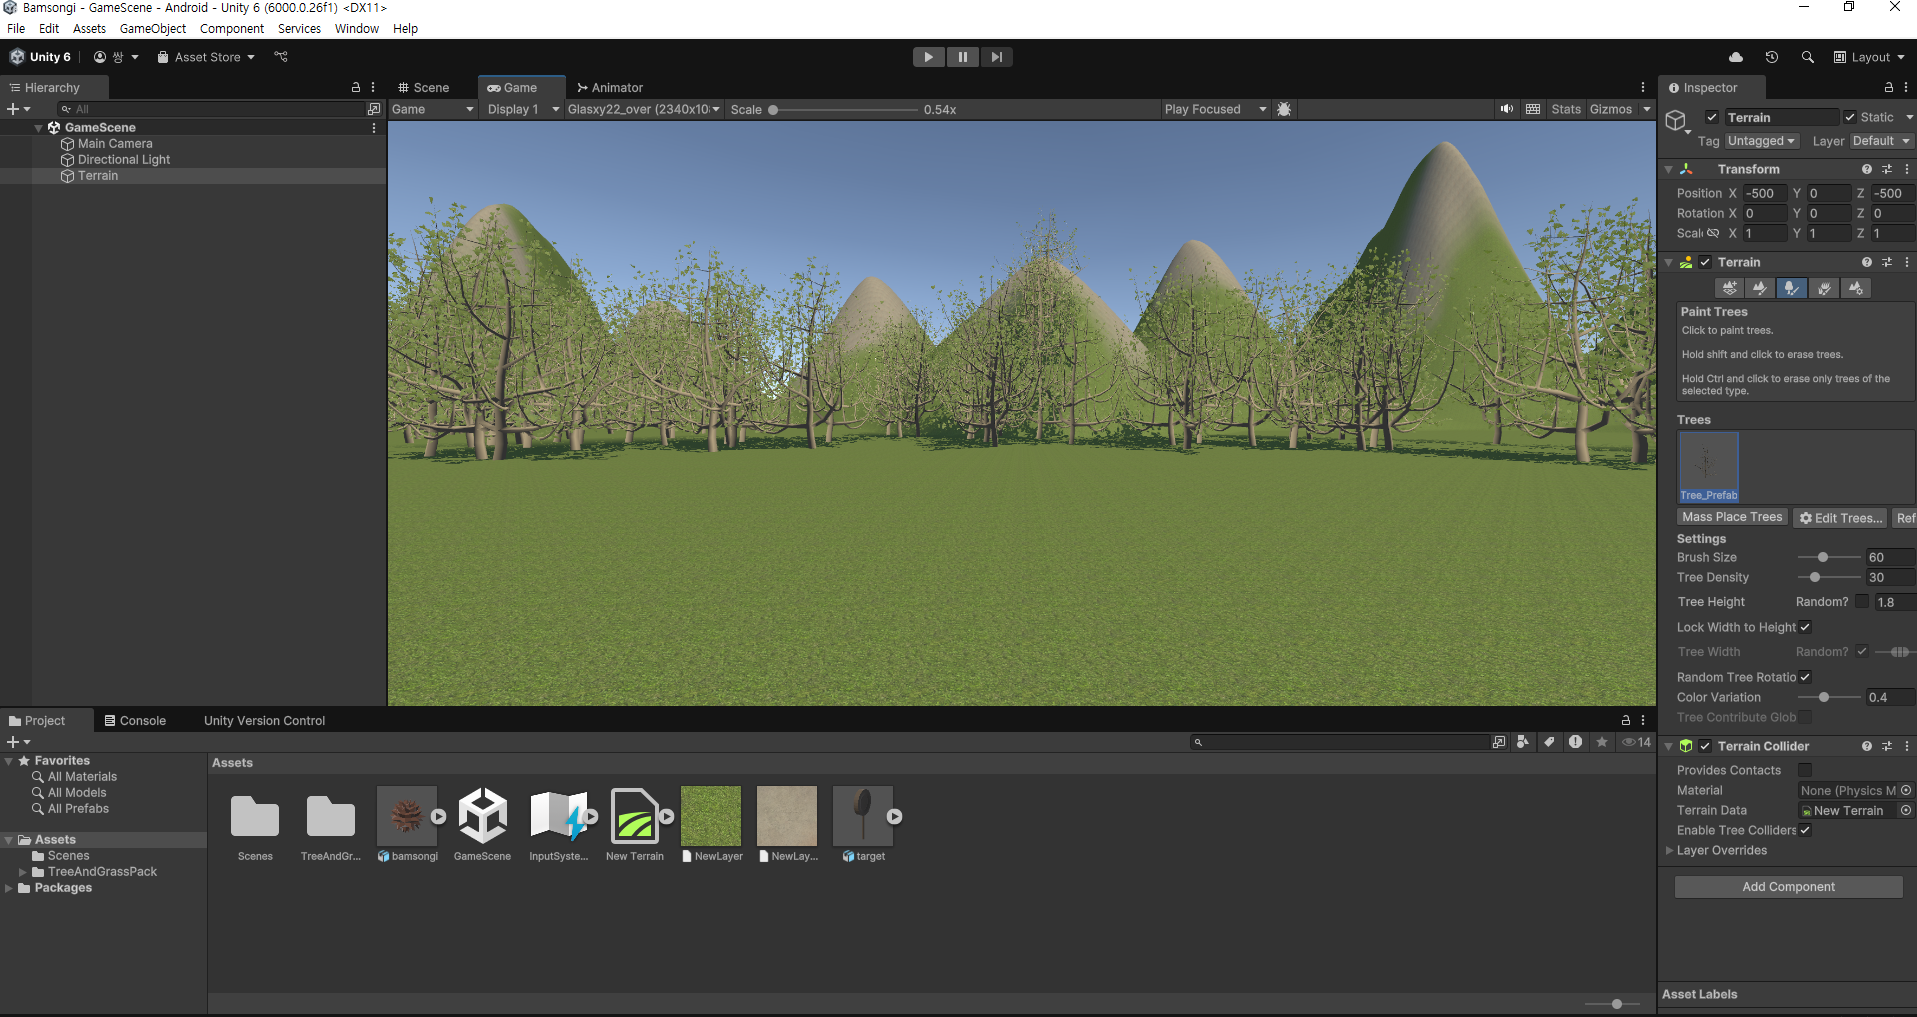 Bamsongi - GameScene - Android - Unity 6 (6000.0.26f1) <DX11>
File Edit Assets GameObject Component Services Window Help
Unity 6 쌍 Asset Store Layout
Hierarchy
All
GameScene
Main Camera
Directional Light
Terrain
Scene Game Animator
Game Display 1 Glasxy22_over (2340x10 Scale 0.54x Play Focused Stats Gizmos
Inspector
Terrain Static
Tag Untagged Layer Default
Transform
Position X -500 Y 0 Z -500
Rotation X 0 Y 0 Z 0
Scale X 1 Y 1 Z 1
Terrain
Paint Trees
Click to paint trees.
Hold shift and click to erase trees.
Hold Ctrl and click to erase only trees of the
selected type.
Trees
Tree_Prefab
Mass Place Trees Edit Trees... Ref
Settings
Brush Size 60
Tree Density 30
Tree Height Random? 1.8
Lock Width to Height
Tree Width Random?
Random Tree Rotatio
Color Variation 0.4
Tree Contribute Glob
Terrain Collider
Provides Contacts
Material None (Physics M
Terrain Data New Terrain
Enable Tree Colliders
Layer Overrides
Add Component
Asset Labels
Project Console Unity Version Control
14
Favorites
All Materials
All Models
All Prefabs
Assets
Scenes
TreeAndGrassPack
Packages
Assets
Scenes TreeAndGr... bamsongi GameScene InputSyste... New Terrain NewLayer NewLay... target